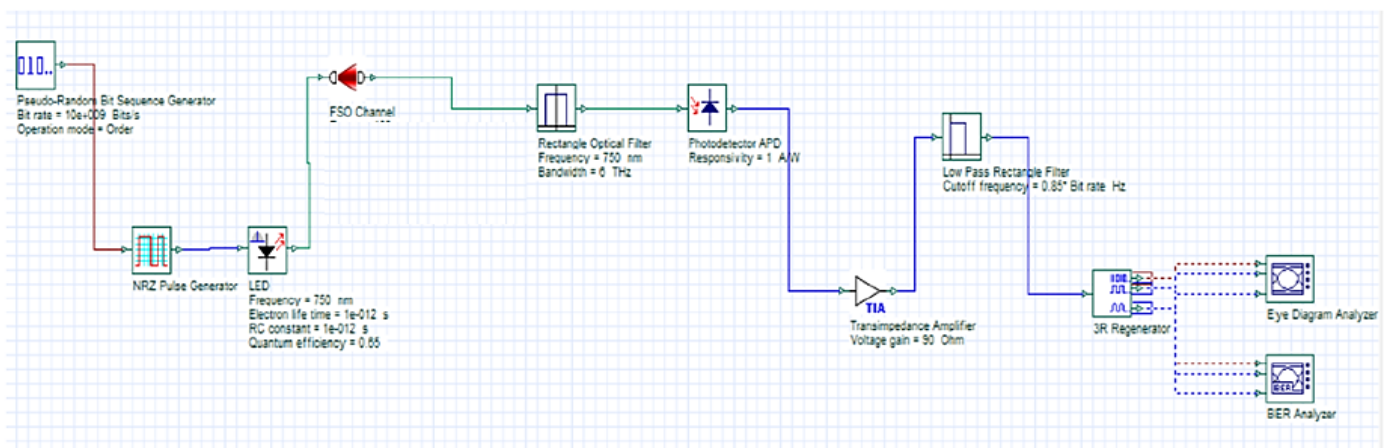 010..
Pseudo-Random Bit Sequence Generator
Bit rate = 10e+009 Bits/s
Operation mode = Order
NRZ Pulse Generator
LED
Frequency = 750 nm
Electron life time = 1e-012 s
RC constant = 1e-012 s
Quantum efficiency = 0.65
FSO Channel
Rectangle Optical Filter
Frequency = 750 nm
Bandwidth = 6 THz
Photodetector APD
Responsivity = 1 A/W
TIA
Transimpedance Amplifier
Voltage gain = 90 Ohm
Low Pass Rectangle Filter
Cutoff frequency = 0.85* Bit rate Hz
3R Regenerator
Eye Diagram Analyzer
BER
BER Analyzer